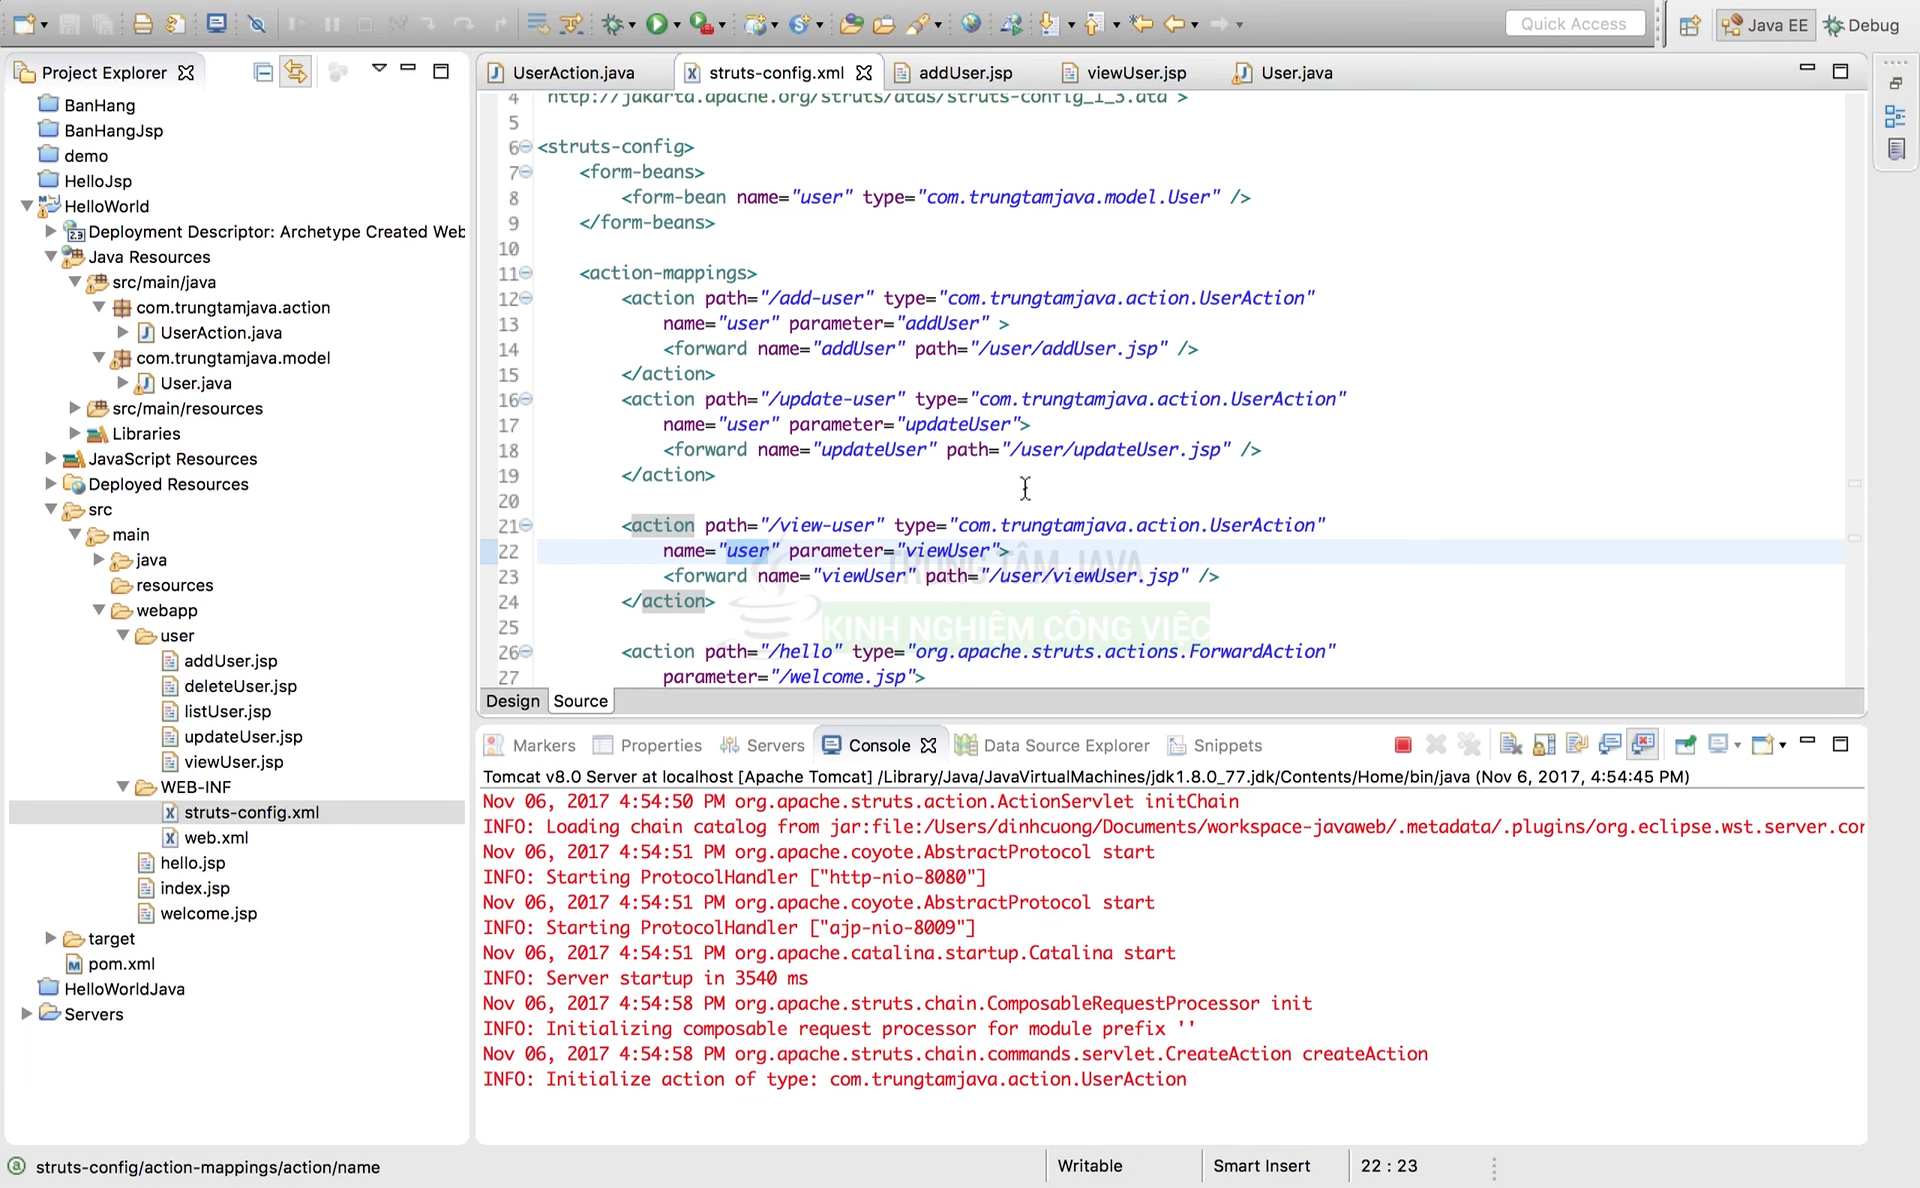 Quick Access
Java EE
Debug
Project Explorer
UserAction.java
struts-config.xml
addUser.jsp
viewUser.jsp
User.java
BanHang
BanHangJsp
demo
HelloJsp
HelloWorld
Deployment Descriptor: Archetype Created Web
Java Resources
src/main/java
com.trungtamjava.action
UserAction.java
com.trungtamjava.model
User.java
src/main/resources
Libraries
JavaScript Resources
Deployed Resources
src
main
java
resources
webapp
user
addUser.jsp
deleteUser.jsp
listUser.jsp
updateUser.jsp
viewUser.jsp
WEB-INF
struts-config.xml
web.xml
hello.jsp
index.jsp
welcome.jsp
target
pom.xml
HelloWorldJava
Servers
4 http://jakarta.apache.org/struts/dtds/struts-config_1_3.dtd">
5
6 <struts-config>
7 <form-beans>
8 <form-bean name="user" type="com.trungtamjava.model.User" />
9 </form-beans>
10
11 <action-mappings>
12 <action path="/add-user" type="com.trungtamjava.action.UserAction"
13 name="user" parameter="addUser" >
14 <forward name="addUser" path="/user/addUser.jsp" />
15 </action>
16 <action path="/update-user" type="com.trungtamjava.action.UserAction"
17 name="user" parameter="updateUser">
18 <forward name="updateUser" path="/user/updateUser.jsp" />
19 </action>
20
21 <action path="/view-user" type="com.trungtamjava.action.UserAction"
22 name="user" parameter="viewUser">
23 <forward name="viewUser" path="/user/viewUser.jsp" />
24 </action>
25
26 <action path="/hello" type="org.apache.struts.actions.ForwardAction"
27 parameter="/welcome.jsp">
TRUNG TÂM JAVA
KINH NGHIỆM CÔNG VIỆC
Design Source
Markers Properties Servers Console Data Source Explorer Snippets
Tomcat v8.0 Server at localhost [Apache Tomcat] /Library/Java/JavaVirtualMachines/jdk1.8.0_77.jdk/Contents/Home/bin/java (Nov 6, 2017, 4:54:45 PM)
Nov 06, 2017 4:54:50 PM org.apache.struts.action.ActionServlet initChain
INFO: Loading chain catalog from jar:file:/Users/dinhcuong/Documents/workspace-javaweb/.metadata/.plugins/org.eclipse.wst.server.cor
Nov 06, 2017 4:54:51 PM org.apache.coyote.AbstractProtocol start
INFO: Starting ProtocolHandler ["http-nio-8080"]
Nov 06, 2017 4:54:51 PM org.apache.coyote.AbstractProtocol start
INFO: Starting ProtocolHandler ["ajp-nio-8009"]
Nov 06, 2017 4:54:51 PM org.apache.catalina.startup.Catalina start
INFO: Server startup in 3540 ms
Nov 06, 2017 4:54:58 PM org.apache.struts.chain.ComposableRequestProcessor init
INFO: Initializing composable request processor for module prefix ''
Nov 06, 2017 4:54:58 PM org.apache.struts.chain.commands.servlet.CreateAction createAction
INFO: Initialize action of type: com.trungtamjava.action.UserAction
struts-config/action-mappings/action/name
Writable
Smart Insert
22 : 23